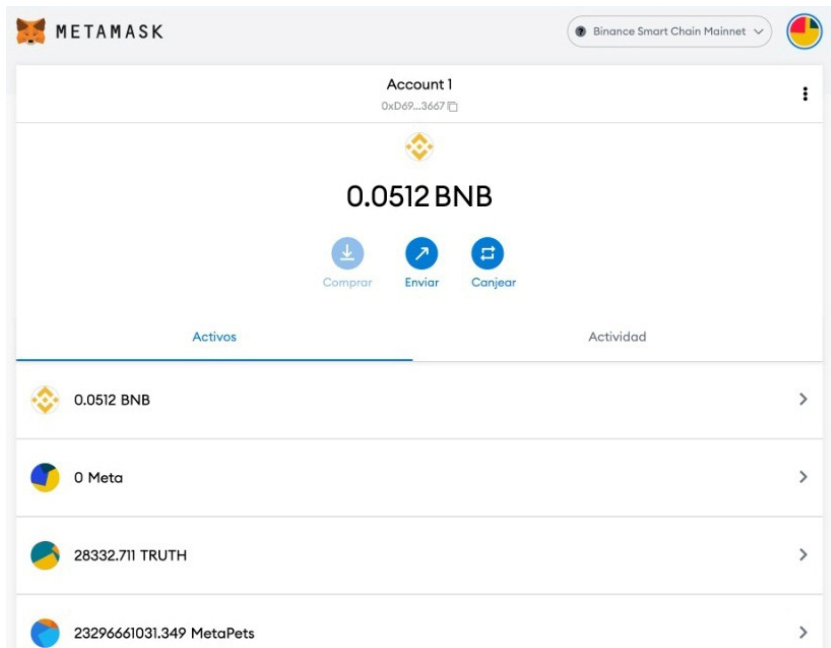 METAMASK
Binance Smart Chain Mainnet
Account 1
0xD69...3667
0.0512 BNB
Comprar Enviar Canjear
Activos Actividad
0.0512 BNB
0 Meta
28332.711 TRUTH
23296661031.349 MetaPets